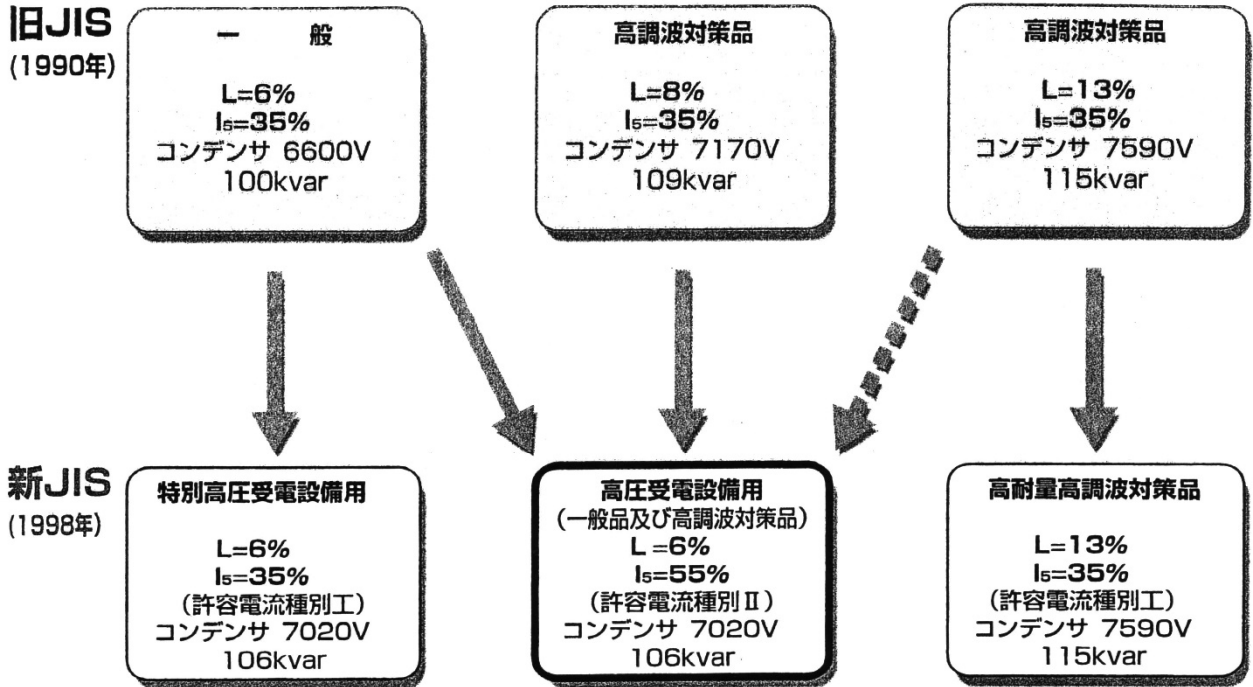 旧JIS
(1990年)
一 般
L=6%
I₅=35%
コンデンサ 6600V
100kvar
高調波対策品
L=8%
I₅=35%
コンデンサ 7170V
109kvar
高調波対策品
L=13%
I₅=35%
コンデンサ 7590V
115kvar
新JIS
(1998年)
特別高圧受電設備用
L=6%
I₅=35%
(許容電流種別工)
コンデンサ 7020V
106kvar
高圧受電設備用
(一般品及び高調波対策品)
L =6%
I₅=55%
(許容電流種別Ⅱ)
コンデンサ 7020V
106kvar
高耐量高調波対策品
L=13%
I₅=35%
(許容電流種別工)
コンデンサ 7590V
115kvar